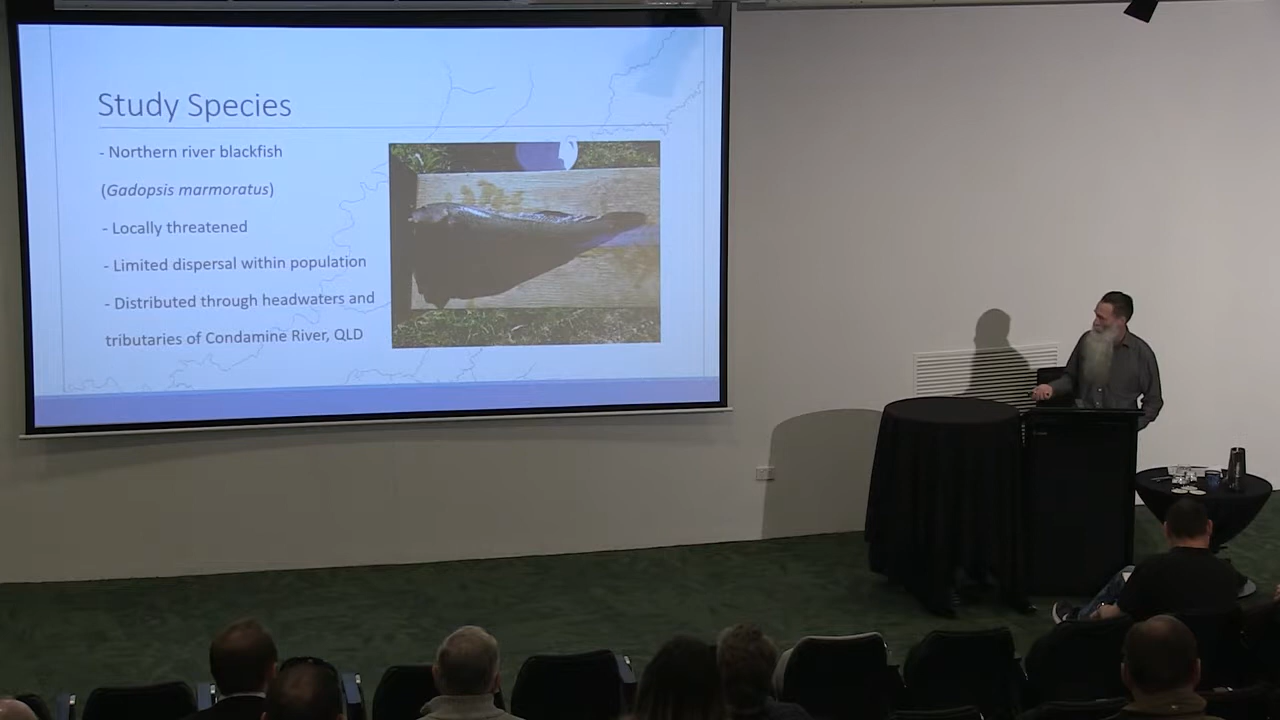 Study Species
- Northern river blackfish
(Gadopsis marmoratus)
- Locally threatened
- Limited dispersal within population
- Distributed through headwaters and
tributaries of Condamine River, QLD